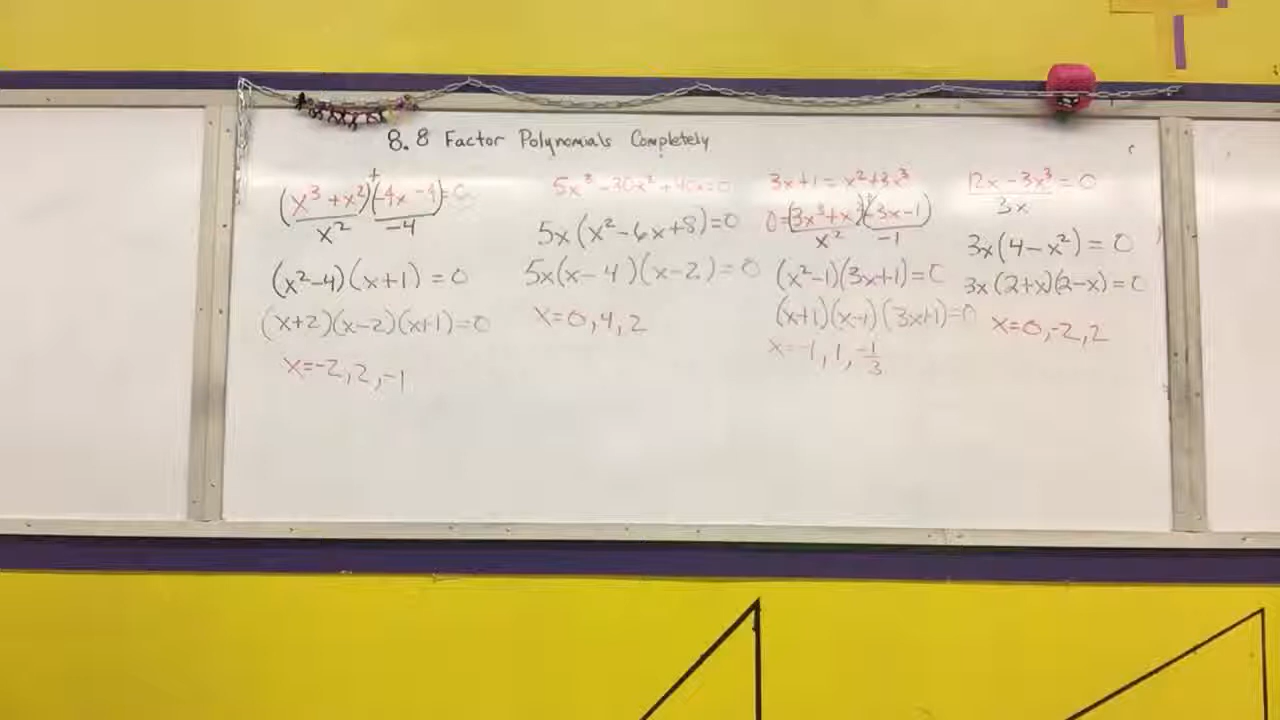 8.8 Factor Polynomials Completely
(x³ + x²)+(-4x - 4) = 0
x² -4
(x²-4)(x+1) = 0
(x+2)(x-2)(x+1)=0
x=-2, 2, -1
5x³ - 30x² + 40x = 0
5x(x²-6x+8)=0
5x(x-4)(x-2)=0
x=0,4,2
3x+1 = x²+3x³
0=(3x³+x²)+(-3x-1)
x² -1
(x²-1)(3x+1)=0
(x+1)(x-1)(3x+1)=0
x=-1, 1, -1/3
12x - 3x³ = 0
3x
3x(4-x²) = 0
3x(2+x)(2-x)=0
x=0,-2,2